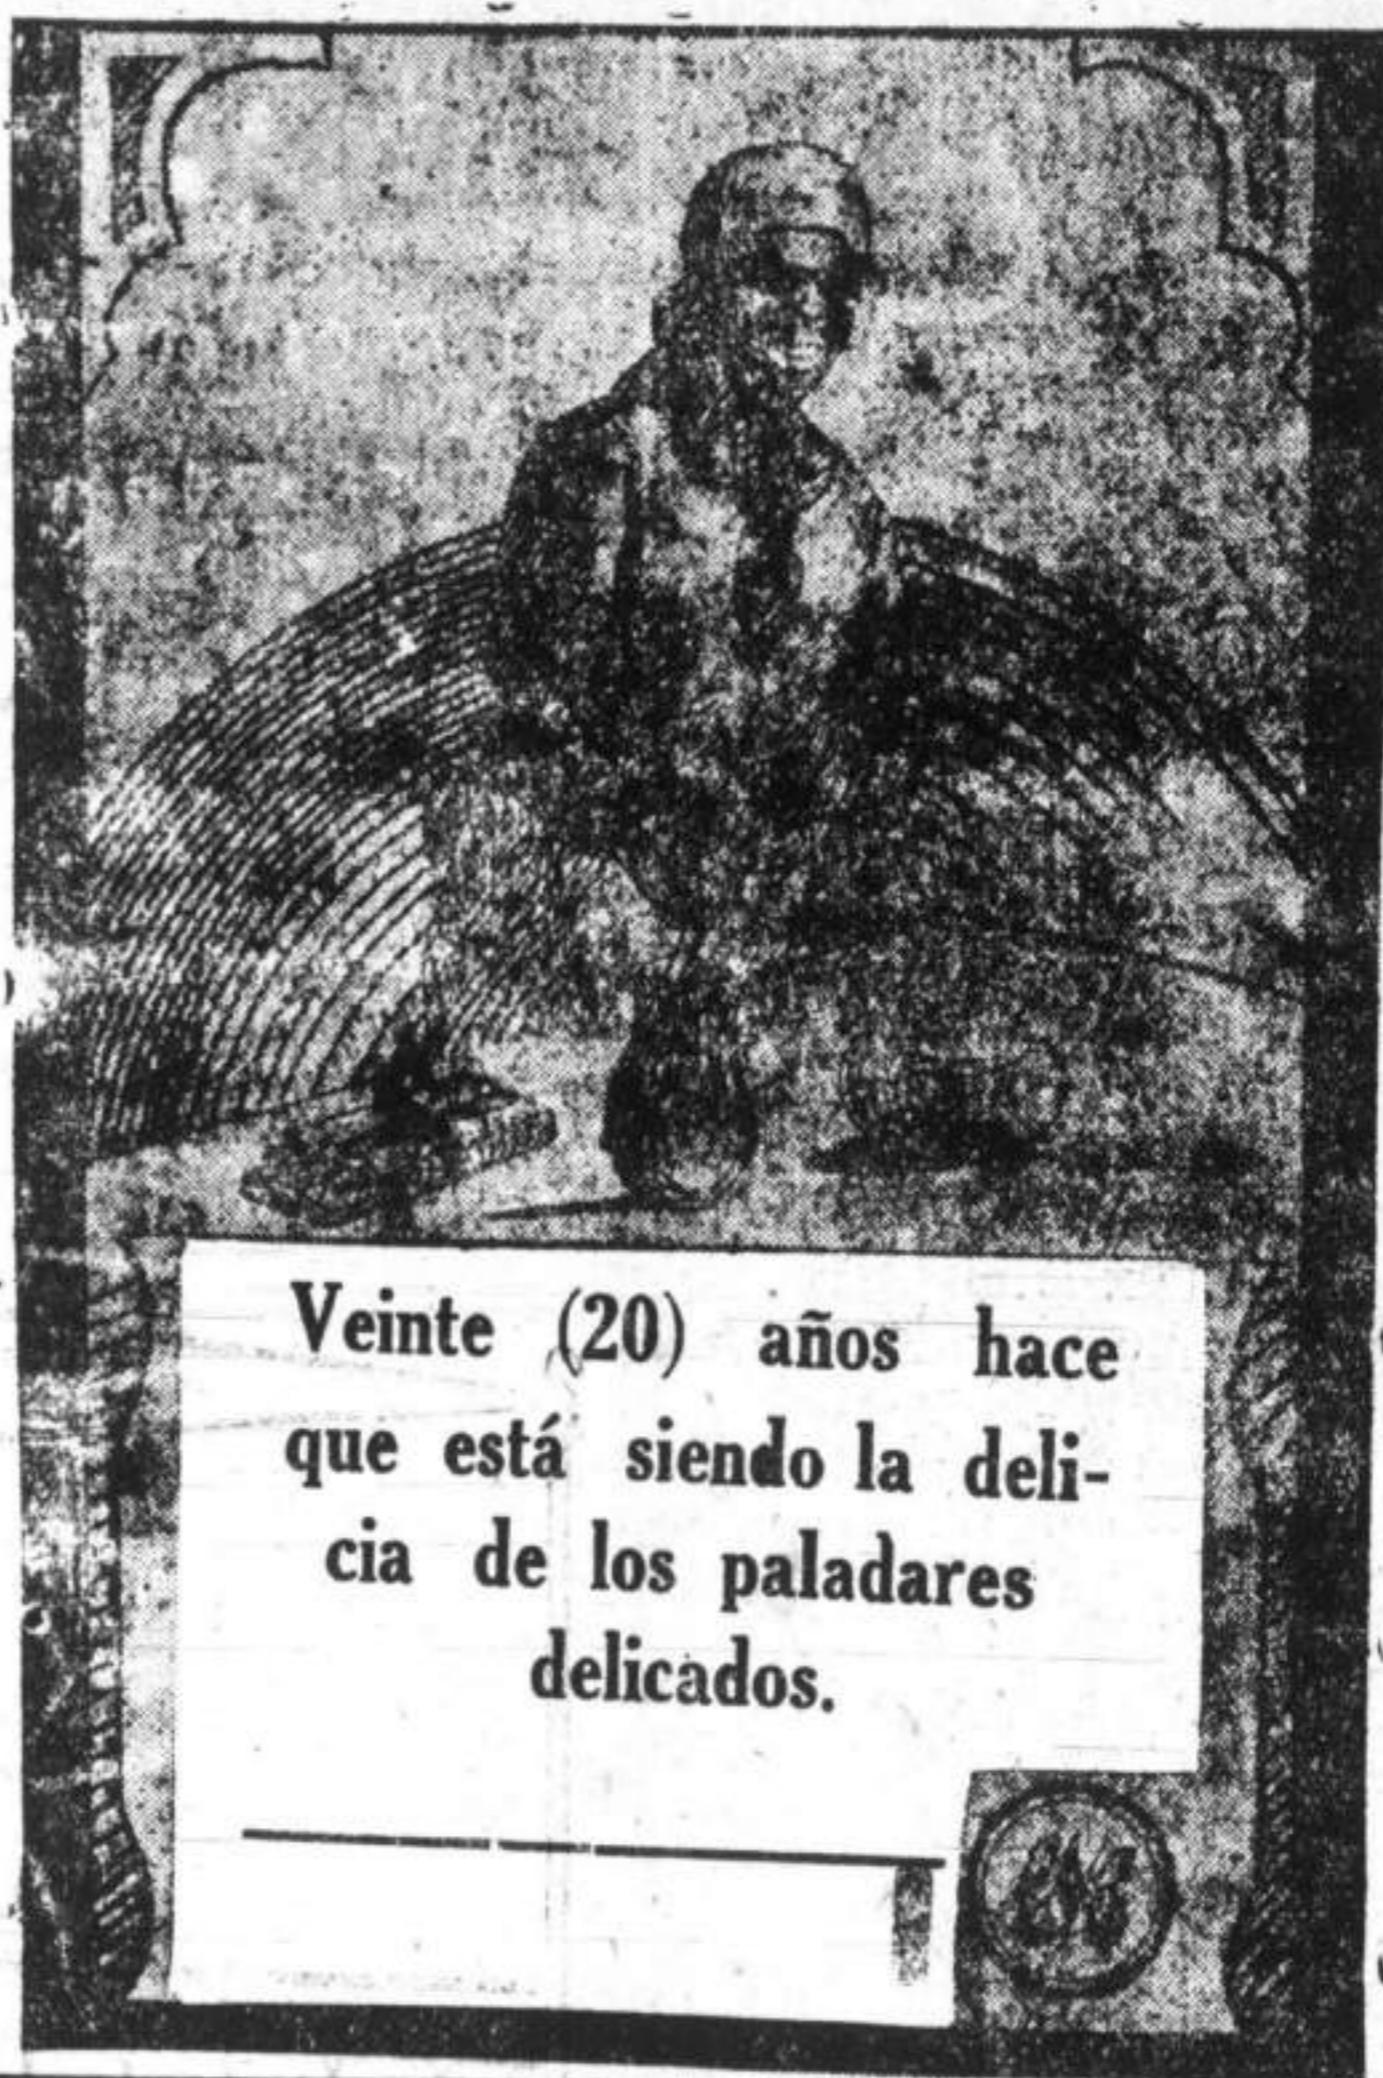 Veinte (20) años hace
que está siendo la deli-
cia de los paladares
delicados.